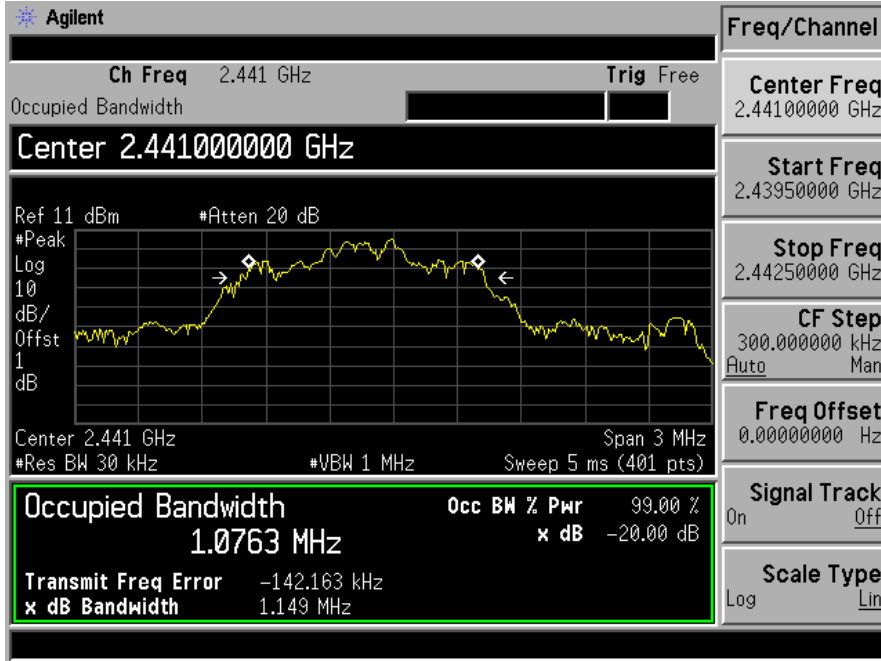 Agilent
Freq/Channel
Ch Freq 2.441 GHz Trig Free
Occupied Bandwidth
Center 2.441000000 GHz
Ref 11 dBm #Atten 20 dB
#Peak
Log
10
dB/
Offst
1
dB
Center 2.441 GHz Span 3 MHz
#Res BW 30 kHz #VBW 1 MHz Sweep 5 ms (401 pts)
Occupied Bandwidth
1.0763 MHz
Occ BW % Pwr 99.00 %
x dB -20.00 dB
Transmit Freq Error -142.163 kHz
x dB Bandwidth 1.149 MHz
Center Freq
2.44100000 GHz
Start Freq
2.43950000 GHz
Stop Freq
2.44250000 GHz
CF Step
300.000000 kHz
Auto Man
Freq Offset
0.00000000 Hz
Signal Track
On Off
Scale Type
Log Lin